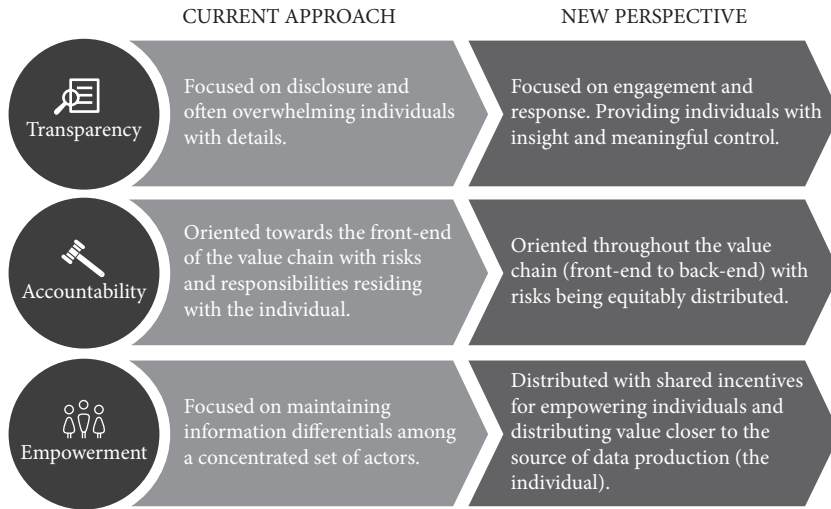 CURRENT APPROACH
NEW PERSPECTIVE
Transparency
Focused on disclosure and
often overwhelming individuals
with details.
Focused on engagement and
response. Providing individuals with
insight and meaningful control.
Accountability
Oriented towards the front-end
of the value chain with risks
and responsibilities residing
with the individual.
Oriented throughout the value
chain (front-end to back-end) with
risks being equitably distributed.
Empowerment
Focused on maintaining
information differentials among
a concentrated set of actors.
Distributed with shared incentives
for empowering individuals and
distributing value closer to the
source of data production (the
individual).